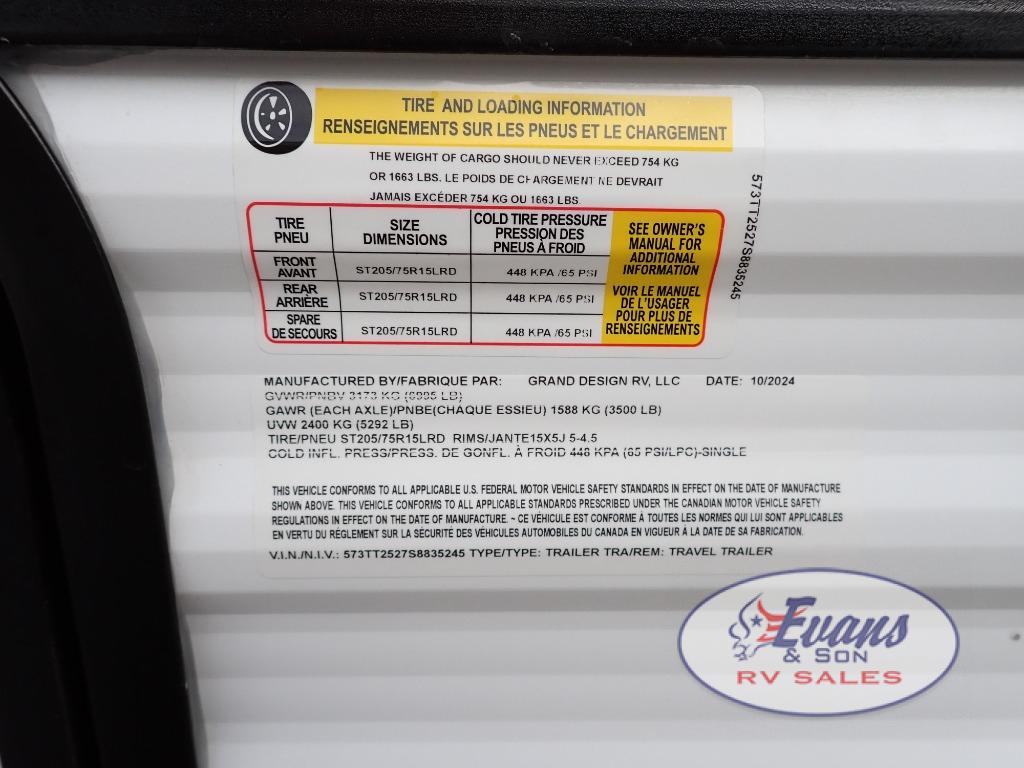 TIRE AND LOADING INFORMATION
RENSEIGNEMENTS SUR LES PNEUS ET LE CHARGEMENT
THE WEIGHT OF CARGO SHOULD NEVER EXCEED 754 KG
OR 1663 LBS. LE POIDS DE CHARGEMENT NE DEVRAIT
JAMAIS EXCÉDER 754 KG OU 1663 LBS.
TIRE
PNEU
SIZE
DIMENSIONS
COLD TIRE PRESSURE
PRESSION DES
PNEUS À FROID
SEE OWNER'S
MANUAL FOR
ADDITIONAL
INFORMATION
VOIR LE MANUEL
DE L'USAGER
POUR PLUS DE
RENSEIGNEMENTS
FRONT
AVANT
ST205/75R15LRD
448 KPA /65 PSI
REAR
ARRIÈRE
ST205/75R15LRD
448 KPA /65 PSI
SPARE
DE SECOURS
ST205/75R15LRD
448 KPA /65 PSI
573TT2527S8835245
MANUFACTURED BY/FABRIQUE PAR: GRAND DESIGN RV, LLC DATE: 10/2024
GVWR/PNBV 3173 KG (6995 LB)
GAWR (EACH AXLE)/PNBE(CHAQUE ESSIEU) 1588 KG (3500 LB)
UVW 2400 KG (5292 LB)
TIRE/PNEU ST205/75R15LRD RIMS/JANTE15X5J 5-4.5
COLD INFL. PRESS/PRESS. DE GONFL. À FROID 448 KPA (65 PSI/LPC)-SINGLE
THIS VEHICLE CONFORMS TO ALL APPLICABLE U.S. FEDERAL MOTOR VEHICLE SAFETY STANDARDS IN EFFECT ON THE DATE OF MANUFACTURE
SHOWN ABOVE. THIS VEHICLE CONFORMS TO ALL APPLICABLE STANDARDS PRESCRIBED UNDER THE CANADIAN MOTOR VEHICLE SAFETY
REGULATIONS IN EFFECT ON THE DATE OF MANUFACTURE. ~ CE VÉHICULE EST CONFORME À TOUTES LES NORMES QUI LUI SONT APPLICABLES
EN VERTU DU RÈGLEMENT SUR LA SÉCURITÉ DES VÉHICULES AUTOMOBILES DU CANADA EN VIGUEUR À LA DATE DE SA FABRICATION.
V.I.N./N.I.V.: 573TT2527S8835245 TYPE/TYPE: TRAILER TRA/REM: TRAVEL TRAILER
Evans
& SON
RV SALES